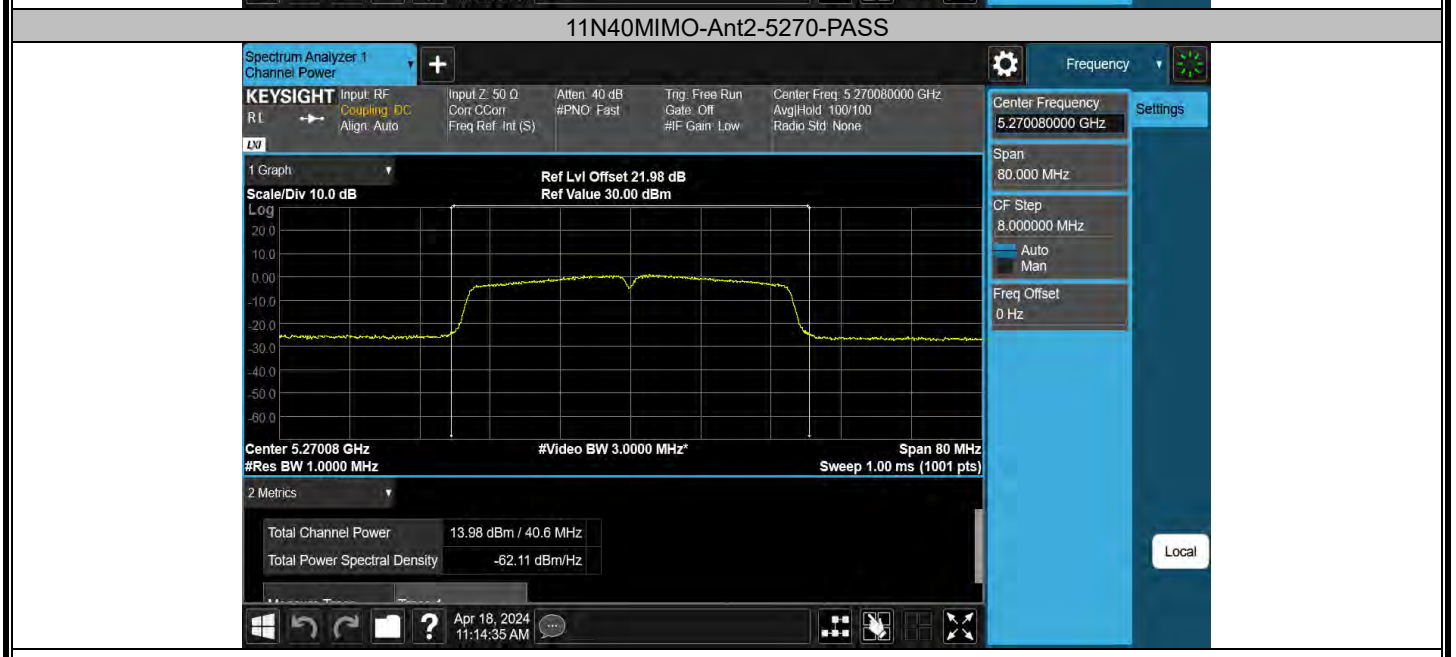 11N40MIMO-Ant2-5270-PASS
Spectrum Analyzer 1
Channel Power
Frequency
KEYSIGHT
Input: RF
Coupling: DC
Align: Auto
Input Z: 50 Ω
Corr CCorr
Freq Ref: Int (S)
Atten: 40 dB
#PNO: Fast
Trig: Free Run
Gate: Off
#IF Gain: Low
Center Freq: 5.270080000 GHz
Avg|Hold: 100/100
Radio Std: None
LXI
Center Frequency
5.270080000 GHz
Settings
Span
80.000 MHz
CF Step
8.000000 MHz
Auto
Man
Freq Offset
0 Hz
1 Graph
Scale/Div 10.0 dB
Ref Lvl Offset 21.98 dB
Ref Value 30.00 dBm
Log
20.0
10.0
0.00
-10.0
-20.0
-30.0
-40.0
-50.0
-60.0
Center 5.27008 GHz
#Video BW 3.0000 MHz*
Span 80 MHz
#Res BW 1.0000 MHz
Sweep 1.00 ms (1001 pts)
2 Metrics
Total Channel Power 13.98 dBm / 40.6 MHz
Total Power Spectral Density -62.11 dBm/Hz
Local
Apr 18, 2024
11:14:35 AM